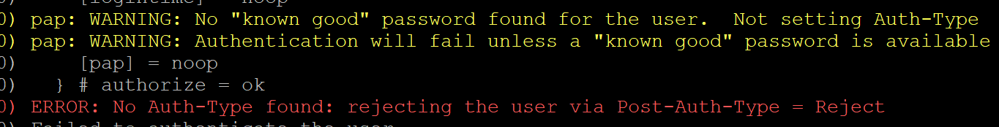 0)     [logintime] = noop
0) pap: WARNING: No "known good" password found for the user.  Not setting Auth-Type
0) pap: WARNING: Authentication will fail unless a "known good" password is available
0)     [pap] = noop
0)   } # authorize = ok
0) ERROR: No Auth-Type found: rejecting the user via Post-Auth-Type = Reject
0) Failed to authenticate the user